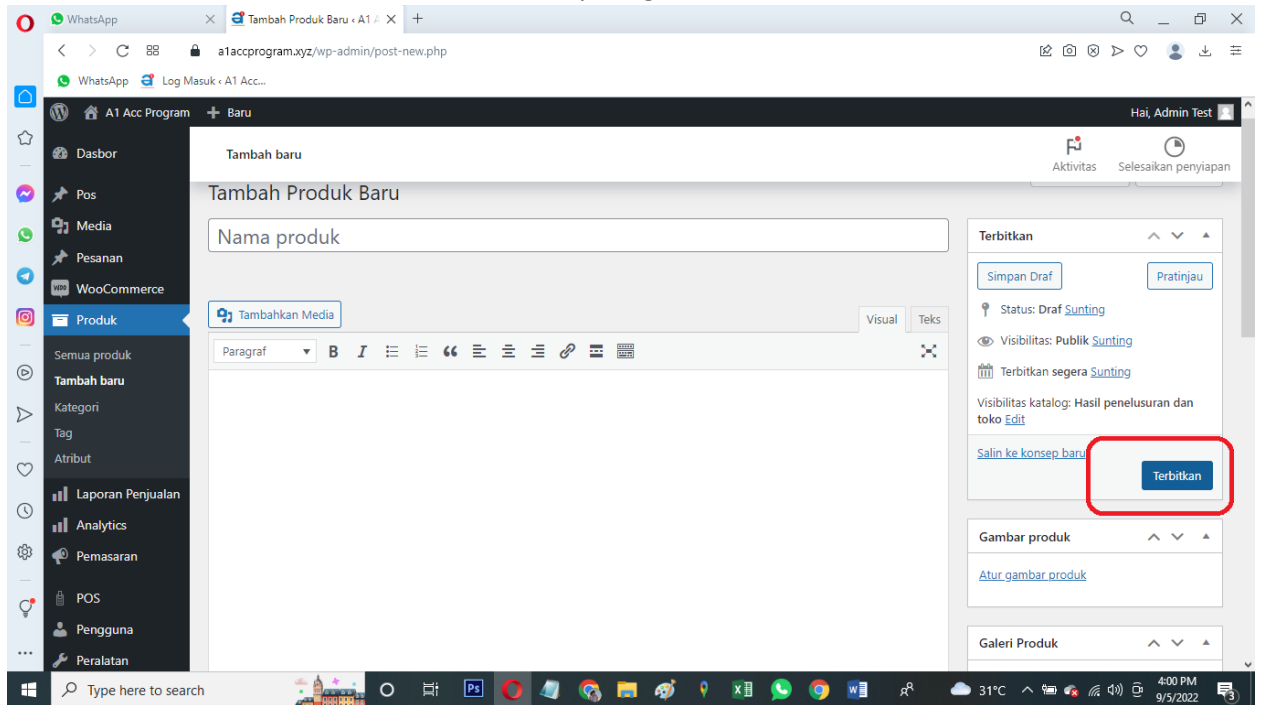 WhatsApp
Tambah Produk Baru ‹ A1 A
a1accprogram.xyz/wp-admin/post-new.php
WhatsApp
Log Masuk ‹ A1 Acc...
A1 Acc Program
Baru
Hai, Admin Test
Dasbor
Pos
Media
Pesanan
WooCommerce
Produk
Semua produk
Tambah baru
Kategori
Tag
Atribut
Laporan Penjualan
Analytics
Pemasaran
POS
Pengguna
Peralatan
Tambah baru
Aktivitas
Selesaikan penyiapan
Tambah Produk Baru
Nama produk
Tambahkan Media
Visual
Teks
Paragraf
B
I
Terbitkan
Simpan Draf
Pratinjau
Status: Draf Sunting
Visibilitas: Publik Sunting
Terbitkan segera Sunting
Visibilitas katalog: Hasil penelusuran dan
toko Edit
Salin ke konsep baru
Terbitkan
Gambar produk
Atur gambar produk
Galeri Produk
Type here to search
Ps
31°C
4:00 PM
9/5/2022
3